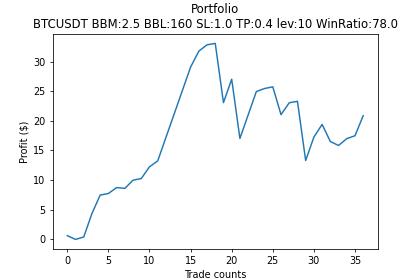 Portfolio
BTCUSDT BBM:2.5 BBL:160 SL:1.0 TP:0.4 lev:10 WinRatio:78.0
Profit ($)
30
25
20
15
10
5
0
0 5 10 15 20 25 30 35
Trade counts